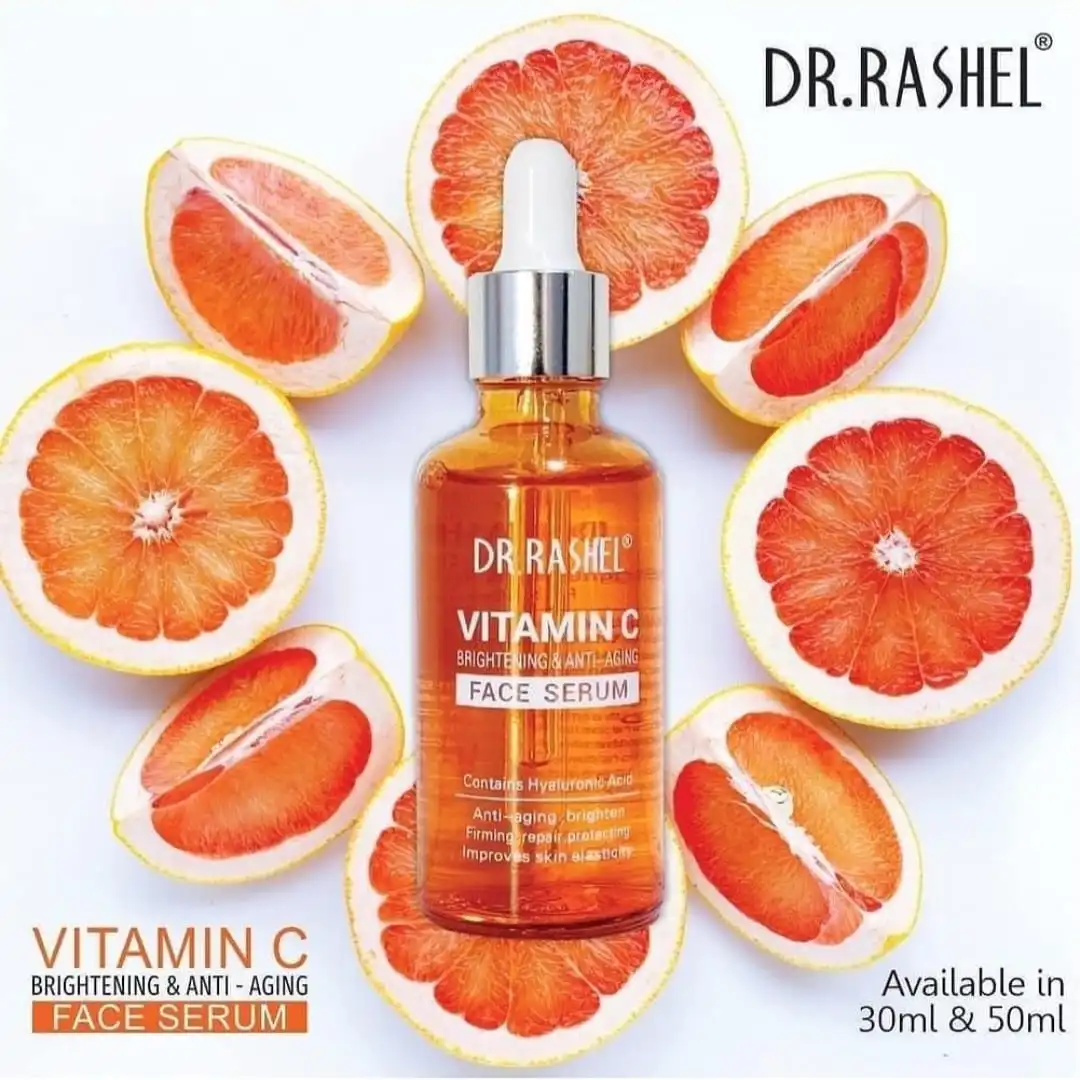 DR.RASHEL®
DR.RASHEL®
VITAMIN C
BRIGHTENING & ANTI-AGING
FACE SERUM
Contains Hyaluronic Acid
Anti-aging, brighten
Firming, repair, protecting
Improves skin elasticity
VITAMIN C
BRIGHTENING & ANTI - AGING
FACE SERUM
Available in
30ml & 50ml